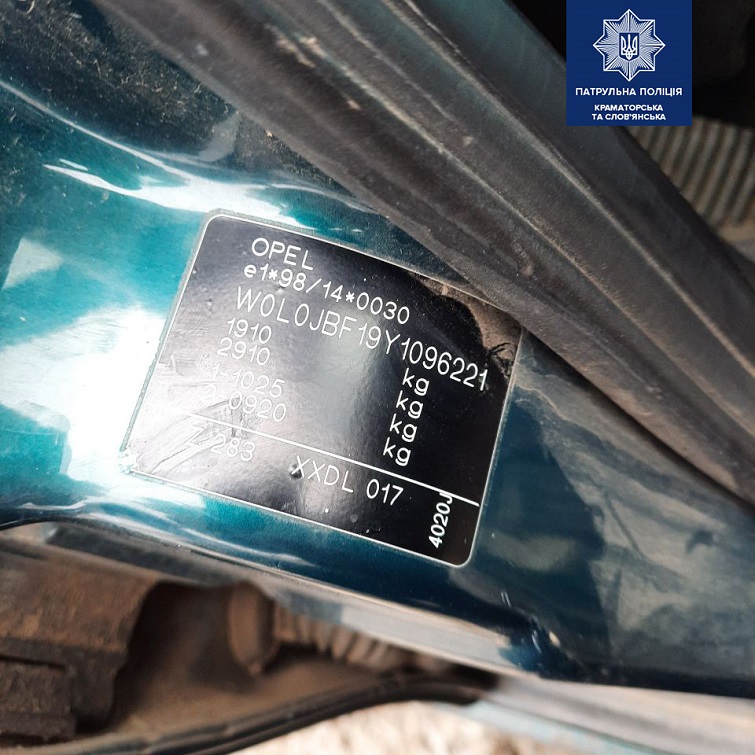 ПАТРУЛЬНА ПОЛІЦІЯ
КРАМАТОРСЬКА
ТА СЛОВ'ЯНСЬКА
OPEL
e1*98/14*0030
W0L0JBF19Y1096221
1910 kg
2910 kg
1-1025 kg
0920 kg
283 XXDL 017
4020J